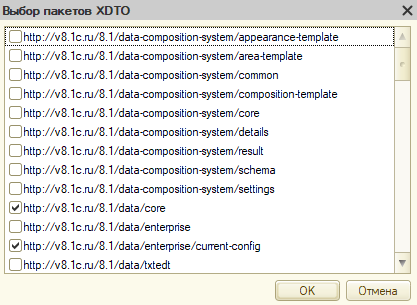 Выбор пакетов XDTO
http://v8.1c.ru/8.1/data-composition-system/appearance-template
http://v8.1c.ru/8.1/data-composition-system/area-template
http://v8.1c.ru/8.1/data-composition-system/common
http://v8.1c.ru/8.1/data-composition-system/composition-template
http://v8.1c.ru/8.1/data-composition-system/core
http://v8.1c.ru/8.1/data-composition-system/details
http://v8.1c.ru/8.1/data-composition-system/result
http://v8.1c.ru/8.1/data-composition-system/schema
http://v8.1c.ru/8.1/data-composition-system/settings
http://v8.1c.ru/8.1/data/core
http://v8.1c.ru/8.1/data/enterprise
http://v8.1c.ru/8.1/data/enterprise/current-config
http://v8.1c.ru/8.1/data/txtedt
OK
Отмена